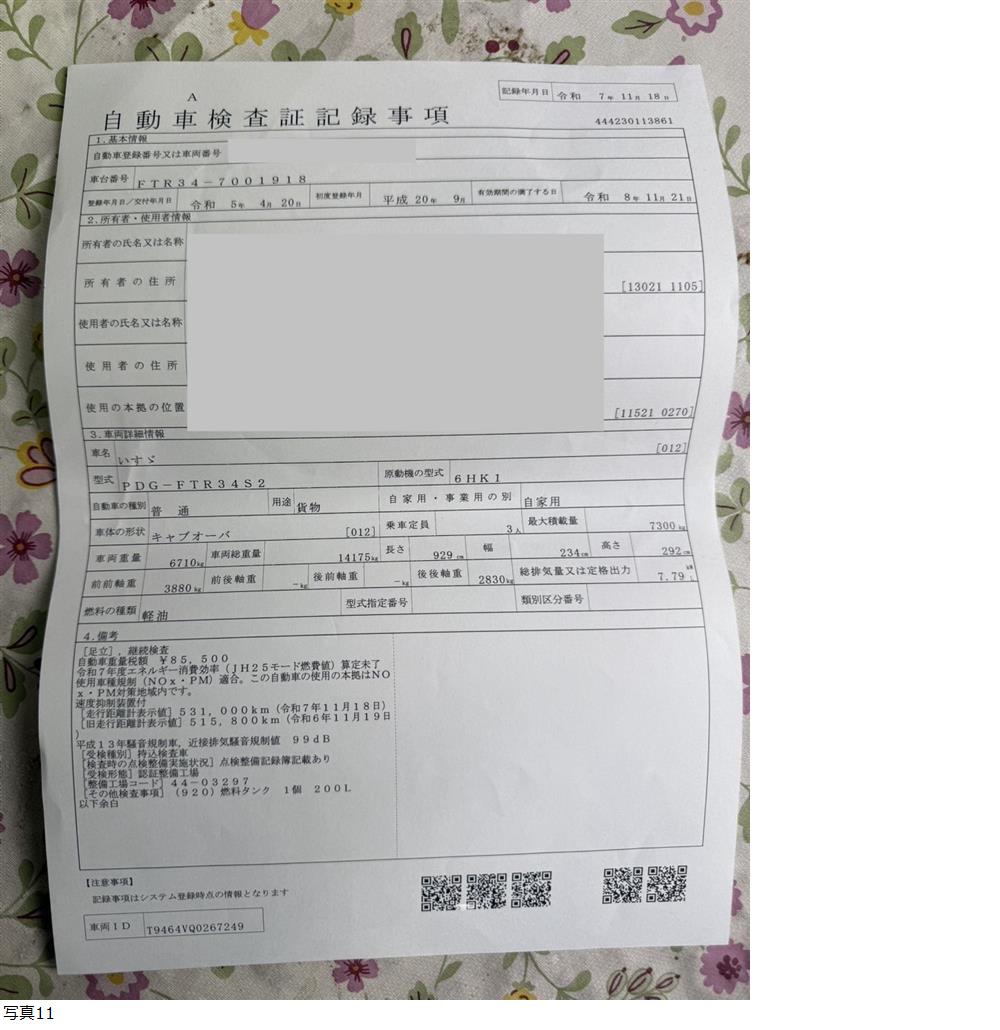 A
自動車検査証記録事項
記録年月日 令和 7年 11月 18日
444230113861
1.基本情報
自動車登録番号又は車両番号
車台番号 FTR34-7001918
登録年月日／交付年月日 令和 5年 4月 20日 初度登録年月 平成 20年 9月 有効期間の満了する日 令和 8年 11月 21日
2.所有者・使用者情報
所有者の氏名又は名称
所有者の住所 [13021 1105]
使用者の氏名又は名称
使用者の住所
使用の本拠の位置 [11521 0270]
3.車両詳細情報
車名 いすゞ [012]
型式 PDG-FTR34S2 原動機の型式 6HK1
自動車の種別 普通 用途 貨物 自家用・事業用の別 自家用
車体の形状 キャブオーバ [012] 乗車定員 3人 最大積載量 7300kg
車両重量 6710kg 車両総重量 14175kg 長さ 929cm 幅 234cm 高さ 292cm
前前軸重 3880kg 前後軸重 -kg 後前軸重 -kg 後後軸重 2830kg 総排気量又は定格出力 7.79 kW L
燃料の種類 軽油 型式指定番号 類別区分番号
4.備考
［足立］，継続検査
自動車重量税額 ￥85，500
令和7年度エネルギー消費効率（JH25モード燃費値）算定未了
使用車種規制（NOx・PM）適合。この自動車の使用の本拠はNO
x・PM対策地域内です。
速度抑制装置付
［走行距離計表示値］531，000km（令和7年11月18日）
［旧走行距離計表示値］515，800km（令和6年11月19日
）
平成13年騒音規制車，近接排気騒音規制値 99dB
［受検種別］持込検査車
［検査時の点検整備実施状況］点検整備記録簿記載あり
［受検形態］認証整備工場
［整備工場コード］44-03297
［その他検査事項］（920）燃料タンク 1個 200L
以下余白
【注意事項】
記録事項はシステム登録時点の情報となります
車両ID T9464VQ0267249
写真11